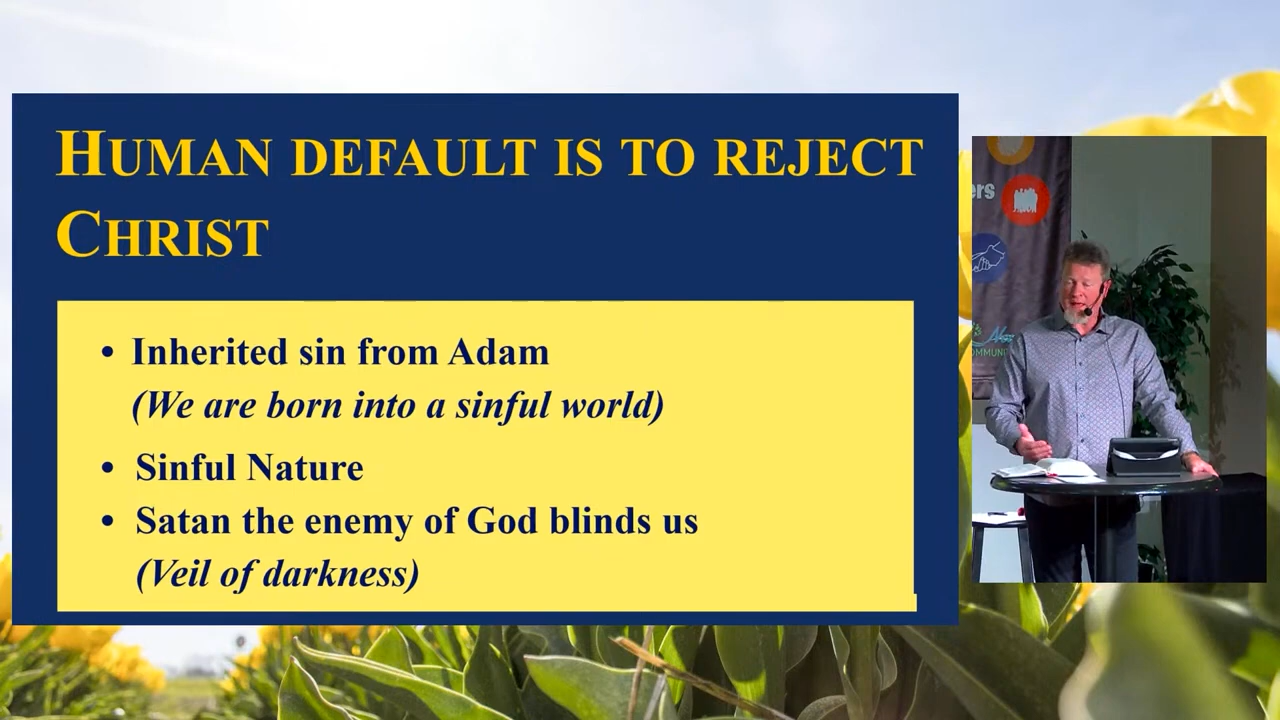 HUMAN DEFAULT IS TO REJECT
CHRIST
• Inherited sin from Adam
(We are born into a sinful world)
• Sinful Nature
• Satan the enemy of God blinds us
(Veil of darkness)